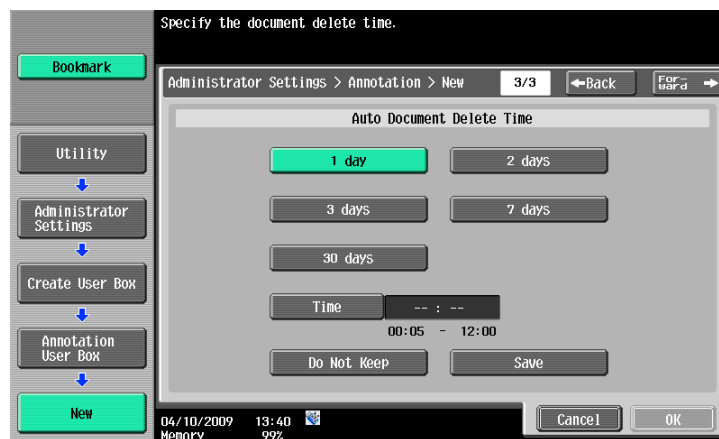 Specify the document delete time.
Bookmark
Administrator Settings > Annotation > New
3/3
←Back
For-
ward →
Auto Document Delete Time
1 day
2 days
3 days
7 days
30 days
Time
-- : --
00:05 - 12:00
Do Not Keep
Save
Utility
Administrator
Settings
Create User Box
Annotation
User Box
New
04/10/2009 13:40
Memory 99%
Cancel
OK